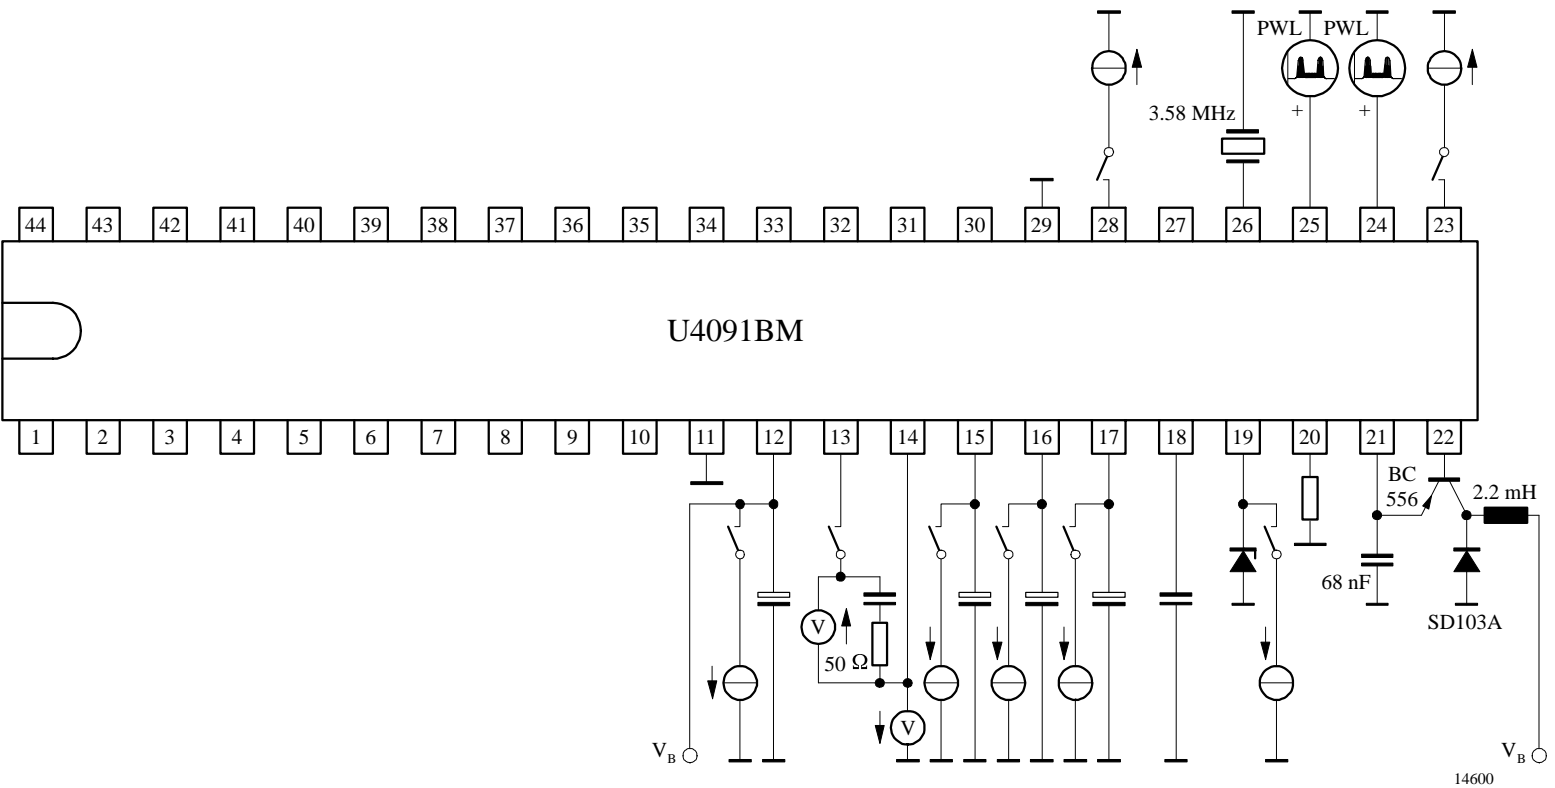 PWL PWL
3.58 MHz
+ +
44 43 42 41 40 39 38 37 36 35 34 33 32 31 30 29 28 27 26 25 24 23
U4091BM
1 2 3 4 5 6 7 8 9 10 11 12 13 14 15 16 17 18 19 20 21 22
BC
556
2.2 mH
68 nF
SD103A
V
50 Ω
V
VB
VB
14600